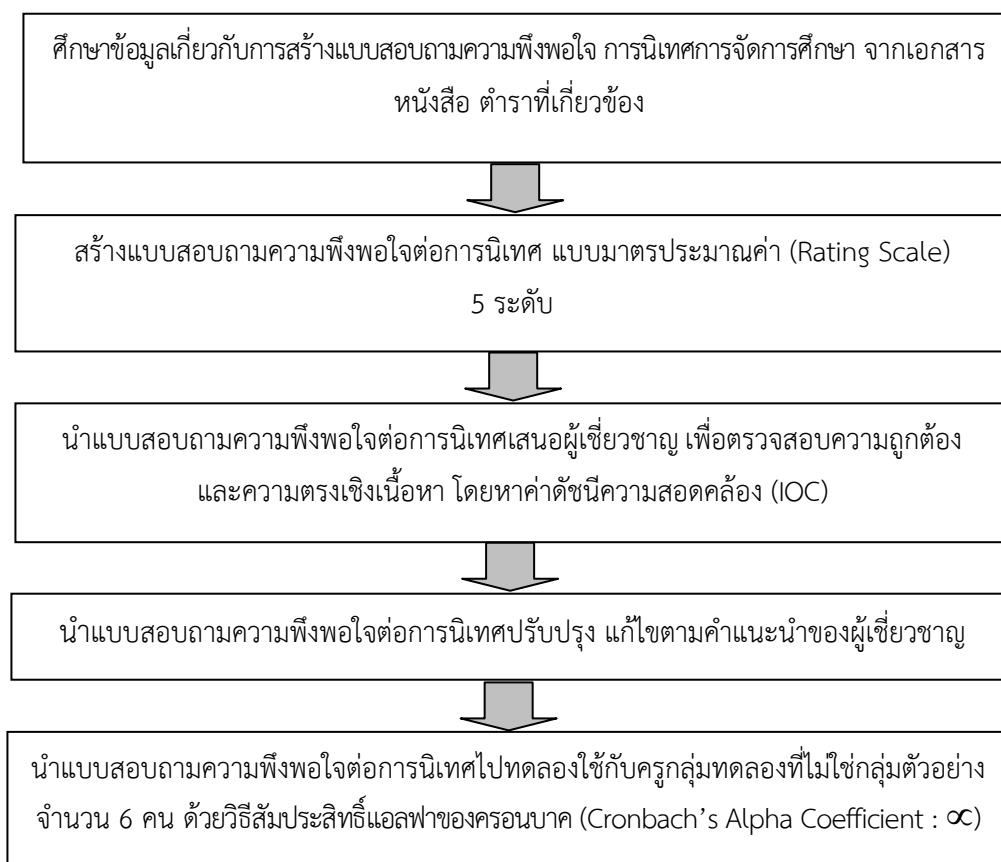 ศึกษาข้อมูลเกี่ยวกับการสร้างแบบสอบถามความพึงพอใจ การนิเทศการจัดการศึกษา จากเอกสาร
หนังสือ ตำราที่เกี่ยวข้อง
สร้างแบบสอบถามความพึงพอใจต่อการนิเทศ แบบมาตรประมาณค่า (Rating Scale)
5 ระดับ
นำแบบสอบถามความพึงพอใจต่อการนิเทศเสนอผู้เชี่ยวชาญ เพื่อตรวจสอบความถูกต้อง
และความตรงเชิงเนื้อหา โดยหาค่าดัชนีความสอดคล้อง (IOC)
นำแบบสอบถามความพึงพอใจต่อการนิเทศปรับปรุง แก้ไขตามคำแนะนำของผู้เชี่ยวชาญ
นำแบบสอบถามความพึงพอใจต่อการนิเทศไปทดลองใช้กับครูกลุ่มทดลองที่ไม่ใช่กลุ่มตัวอย่าง
จำนวน 6 คน ด้วยวิธีสัมประสิทธิ์แอลฟาของครอนบาค (Cronbach’s Alpha Coefficient : ∝)